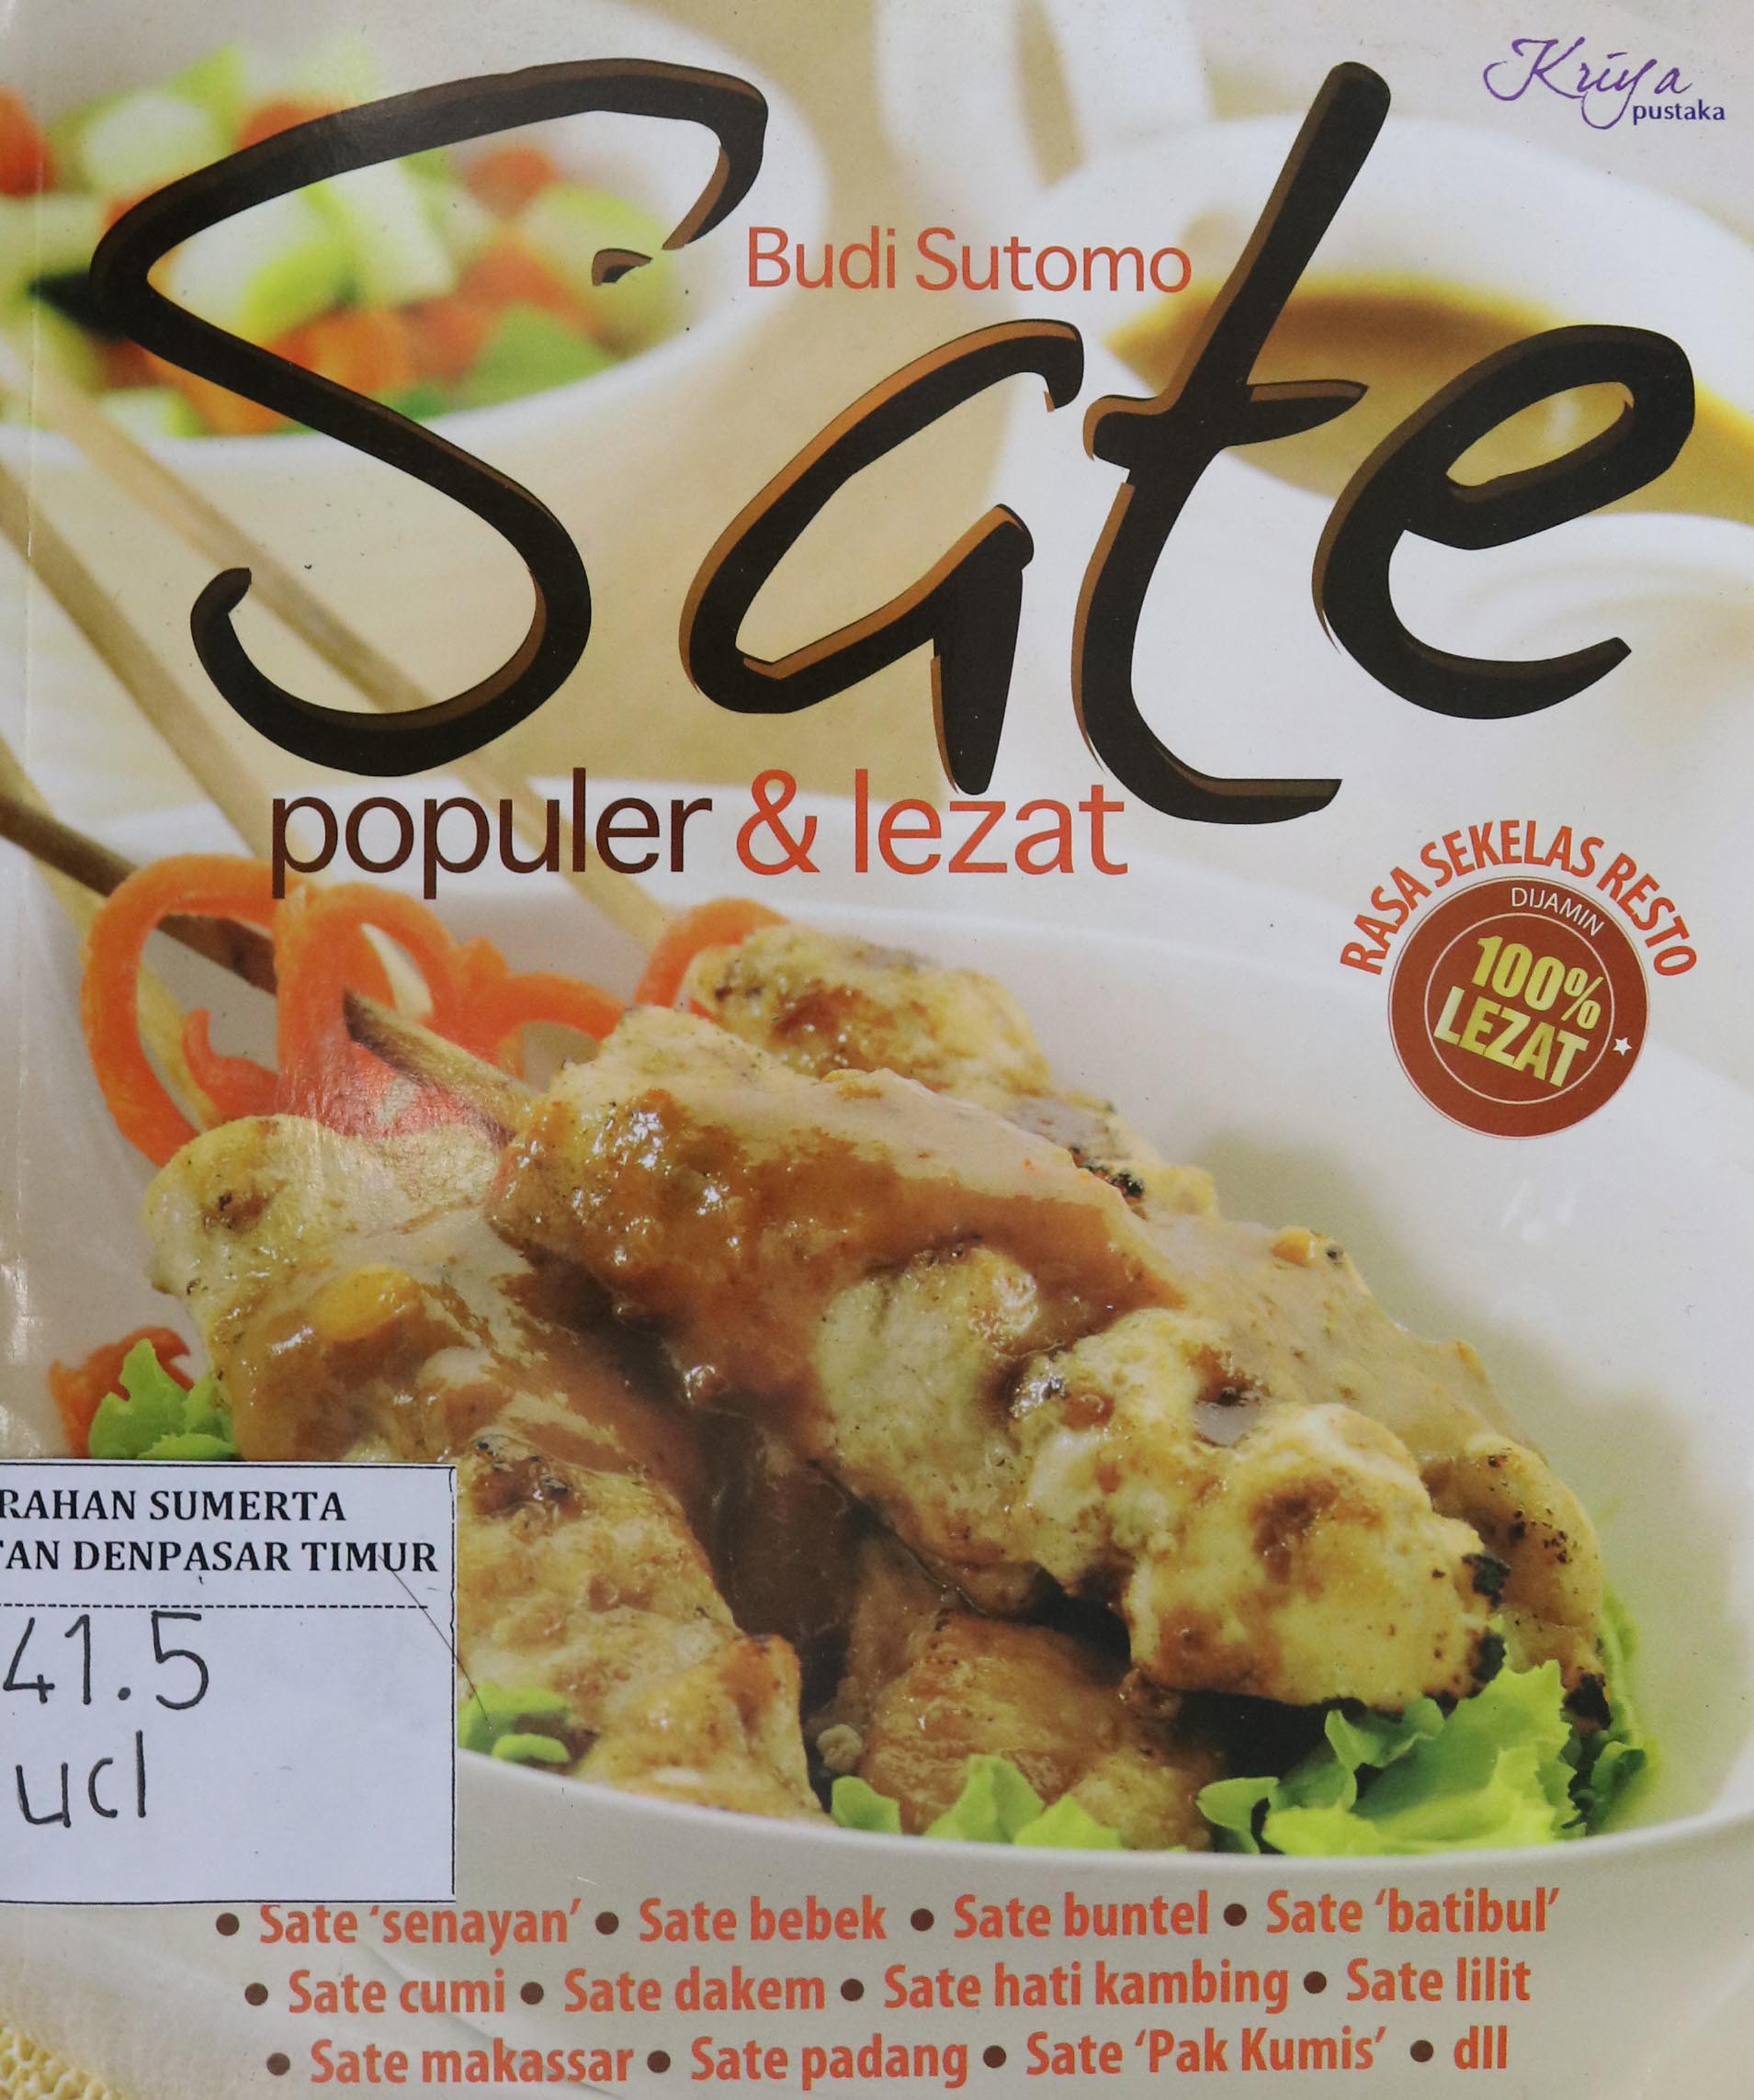 Kriya
pustaka
Budi Sutomo
Sate
populer & lezat
RASA SEKELAS RESTO
DIJAMIN
100%
LEZAT
RAHAN SUMERTA
AN DENPASAR TIMUR
41.5
ucl
• Sate ‘senayan’ • Sate bebek • Sate buntel • Sate ‘batibul’
• Sate cumi • Sate dakem • Sate hati kambing • Sate lilit
• Sate makassar • Sate padang • Sate ‘Pak Kumis’ • dll